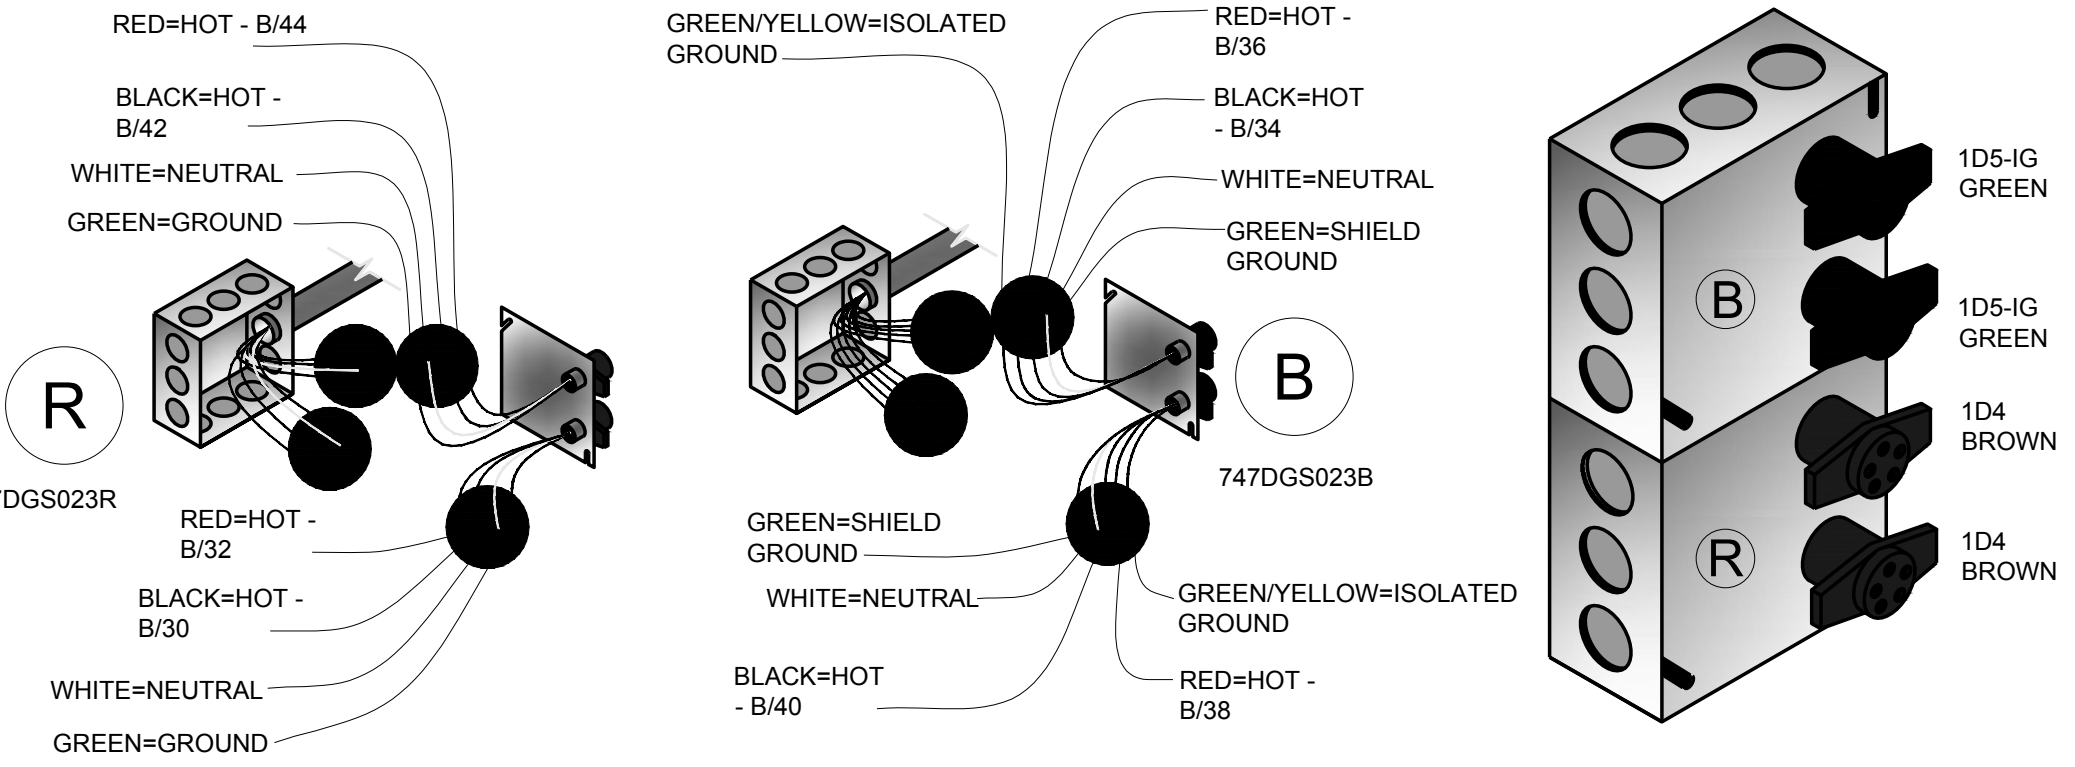 RED=HOT - B/44
BLACK=HOT -
B/42
WHITE=NEUTRAL
GREEN=GROUND
R
7DGS023R
RED=HOT -
B/32
BLACK=HOT -
B/30
WHITE=NEUTRAL
GREEN=GROUND
GREEN/YELLOW=ISOLATED
GROUND
RED=HOT -
B/36
BLACK=HOT
- B/34
WHITE=NEUTRAL
GREEN=SHIELD
GROUND
B
747DGS023B
GREEN=SHIELD
GROUND
WHITE=NEUTRAL
BLACK=HOT
- B/40
GREEN/YELLOW=ISOLATED
GROUND
RED=HOT -
B/38
B
R
1D5-IG
GREEN
1D5-IG
GREEN
1D4
BROWN
1D4
BROWN